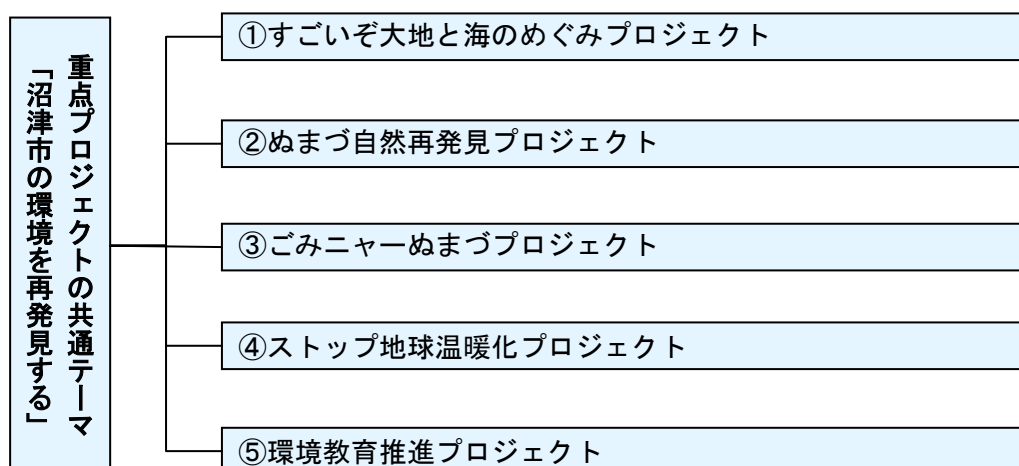 重点プロジェクトの共通テーマ
「沼津市の環境を再発見する」
①すごいぞ大地と海のめぐみプロジェクト
②ぬまづ自然再発見プロジェクト
③ごみニャーぬまづプロジェクト
④ストップ地球温暖化プロジェクト
⑤環境教育推進プロジェクト